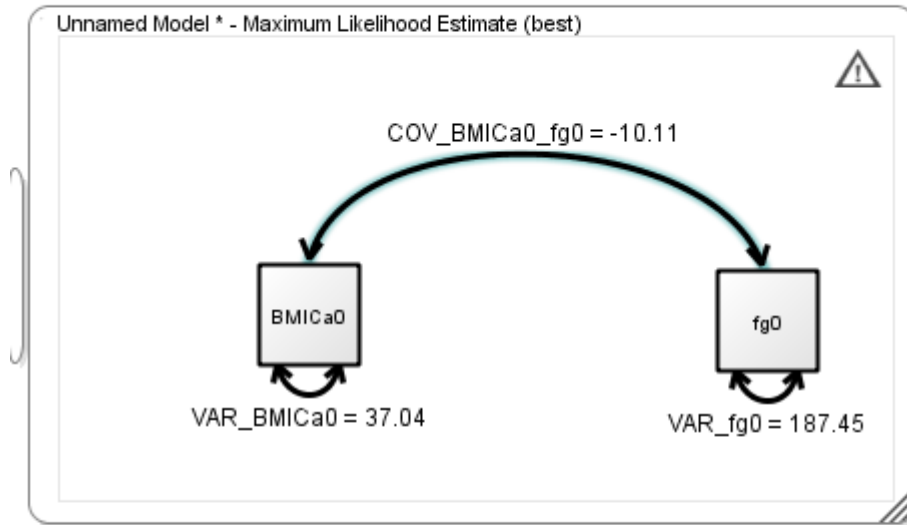 Unnamed Model * - Maximum Likelihood Estimate (best)
COV_BMICa0_fg0 = -10.11
BMICa0
fg0
VAR_BMICa0 = 37.04
VAR_fg0 = 187.45